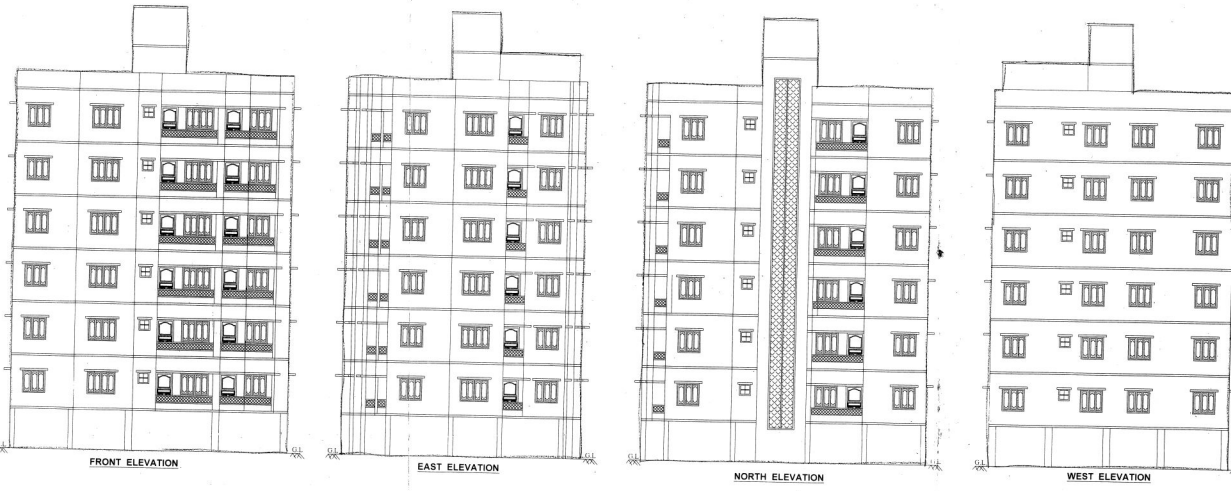 G.L
FRONT ELEVATION
G.L
G.L
EAST ELEVATION
G.L
G.L
NORTH ELEVATION
G.L
G.L
WEST ELEVATION